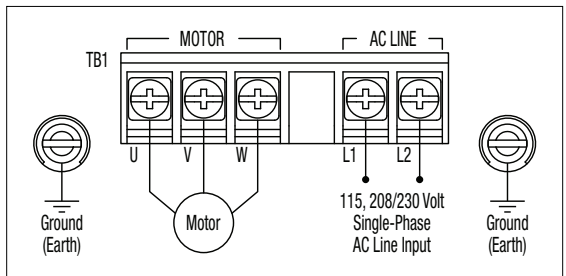 MOTOR
AC LINE
TB1
U
V
W
L1
L2
Ground
(Earth)
Motor
115, 208/230 Volt
Single-Phase
AC Line Input
Ground
(Earth)